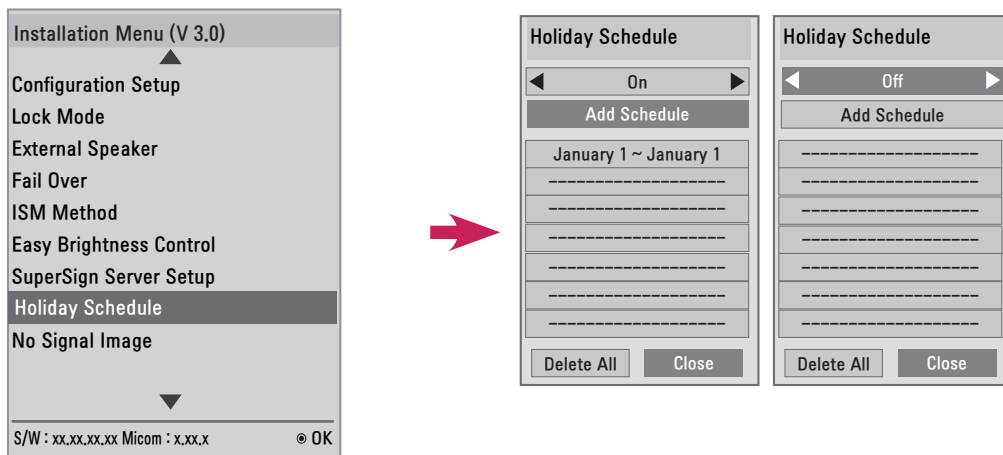 Installation Menu (V 3.0)
Configuration Setup
Lock Mode
External Speaker
Fail Over
ISM Method
Easy Brightness Control
SuperSign Server Setup
Holiday Schedule
No Signal Image
S/W : xx.xx.xx.xx Micom : x.xx.x ◉ OK
Holiday Schedule
◀ On ▶
Add Schedule
January 1 ~ January 1
-------------------
-------------------
-------------------
-------------------
-------------------
-------------------
Delete All Close
Holiday Schedule
◀ Off ▶
Add Schedule
-------------------
-------------------
-------------------
-------------------
-------------------
-------------------
-------------------
Delete All Close